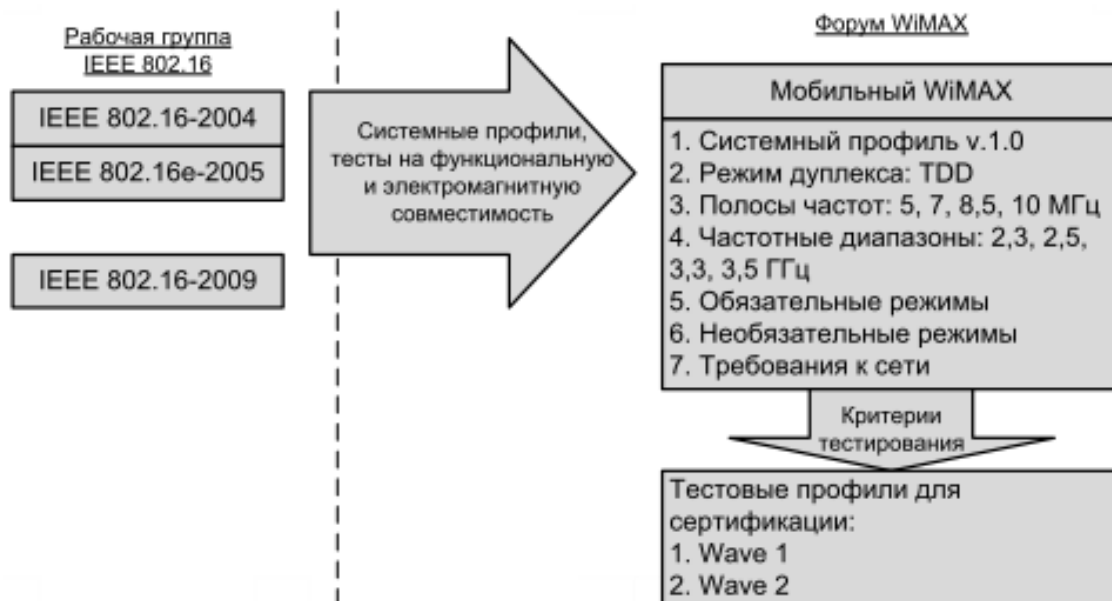 Рабочая группа
IEEE 802.16
IEEE 802.16-2004
IEEE 802.16e-2005
IEEE 802.16-2009
Системные профили,
тесты на функциональную
и электромагнитную
совместимость
Форум WiMAX
Мобильный WiMAX
1. Системный профиль v.1.0
2. Режим дуплекса: TDD
3. Полосы частот: 5, 7, 8,5, 10 МГц
4. Частотные диапазоны: 2,3, 2,5,
3,3, 3,5 ГГц
5. Обязательные режимы
6. Необязательные режимы
7. Требования к сети
Критерии
тестирования
Тестовые профили для
сертификации:
1. Wave 1
2. Wave 2